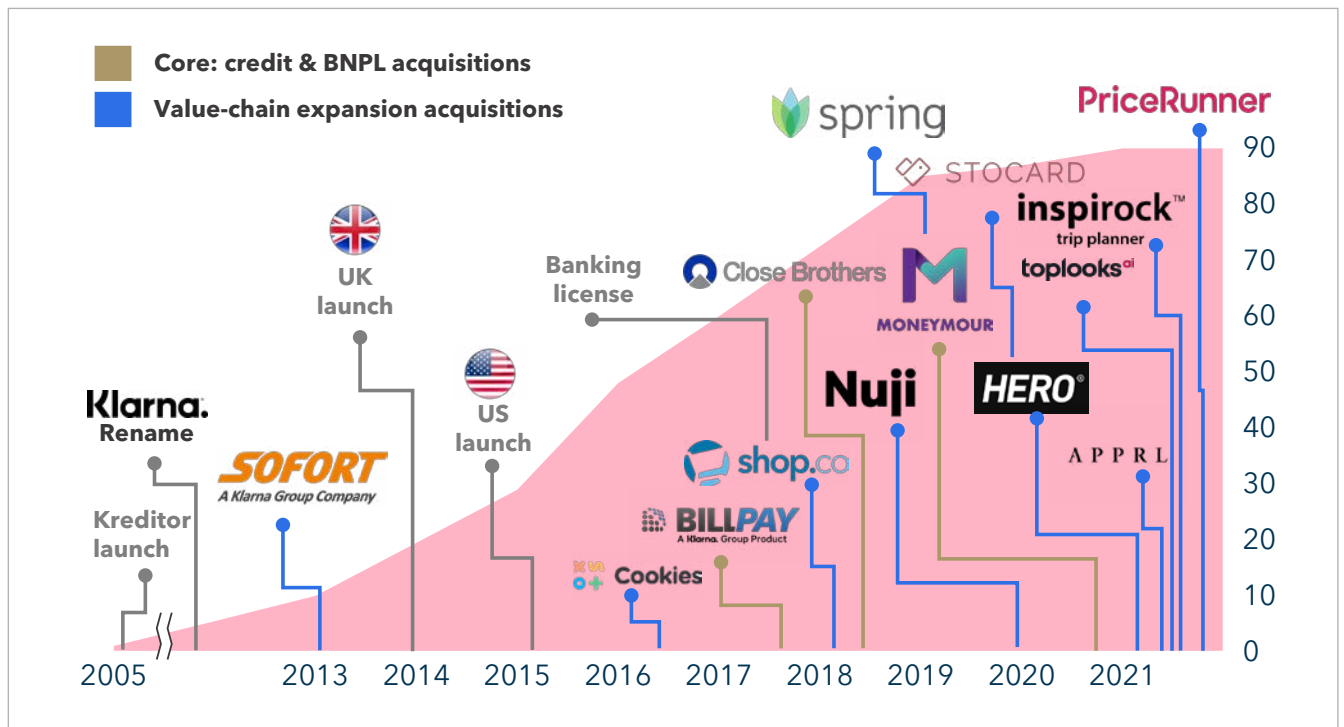 Core: credit & BNPL acquisitions
Value-chain expansion acquisitions
spring
PriceRunner
STOCARD
inspirock™
trip planner
toplooks.ai
UK
launch
Banking
license
Close Brothers
MONEYMOUR
Klarna.
Rename
SOFORT
A Klarna Group Company
US
launch
Nuji
HERO®
shop.co
APPRL
Kreditor
launch
BILLPAY
A Klarna. Group Product
Cookies
90
80
70
60
50
40
30
20
10
0
2005
2013
2014
2015
2016
2017
2018
2019
2020
2021